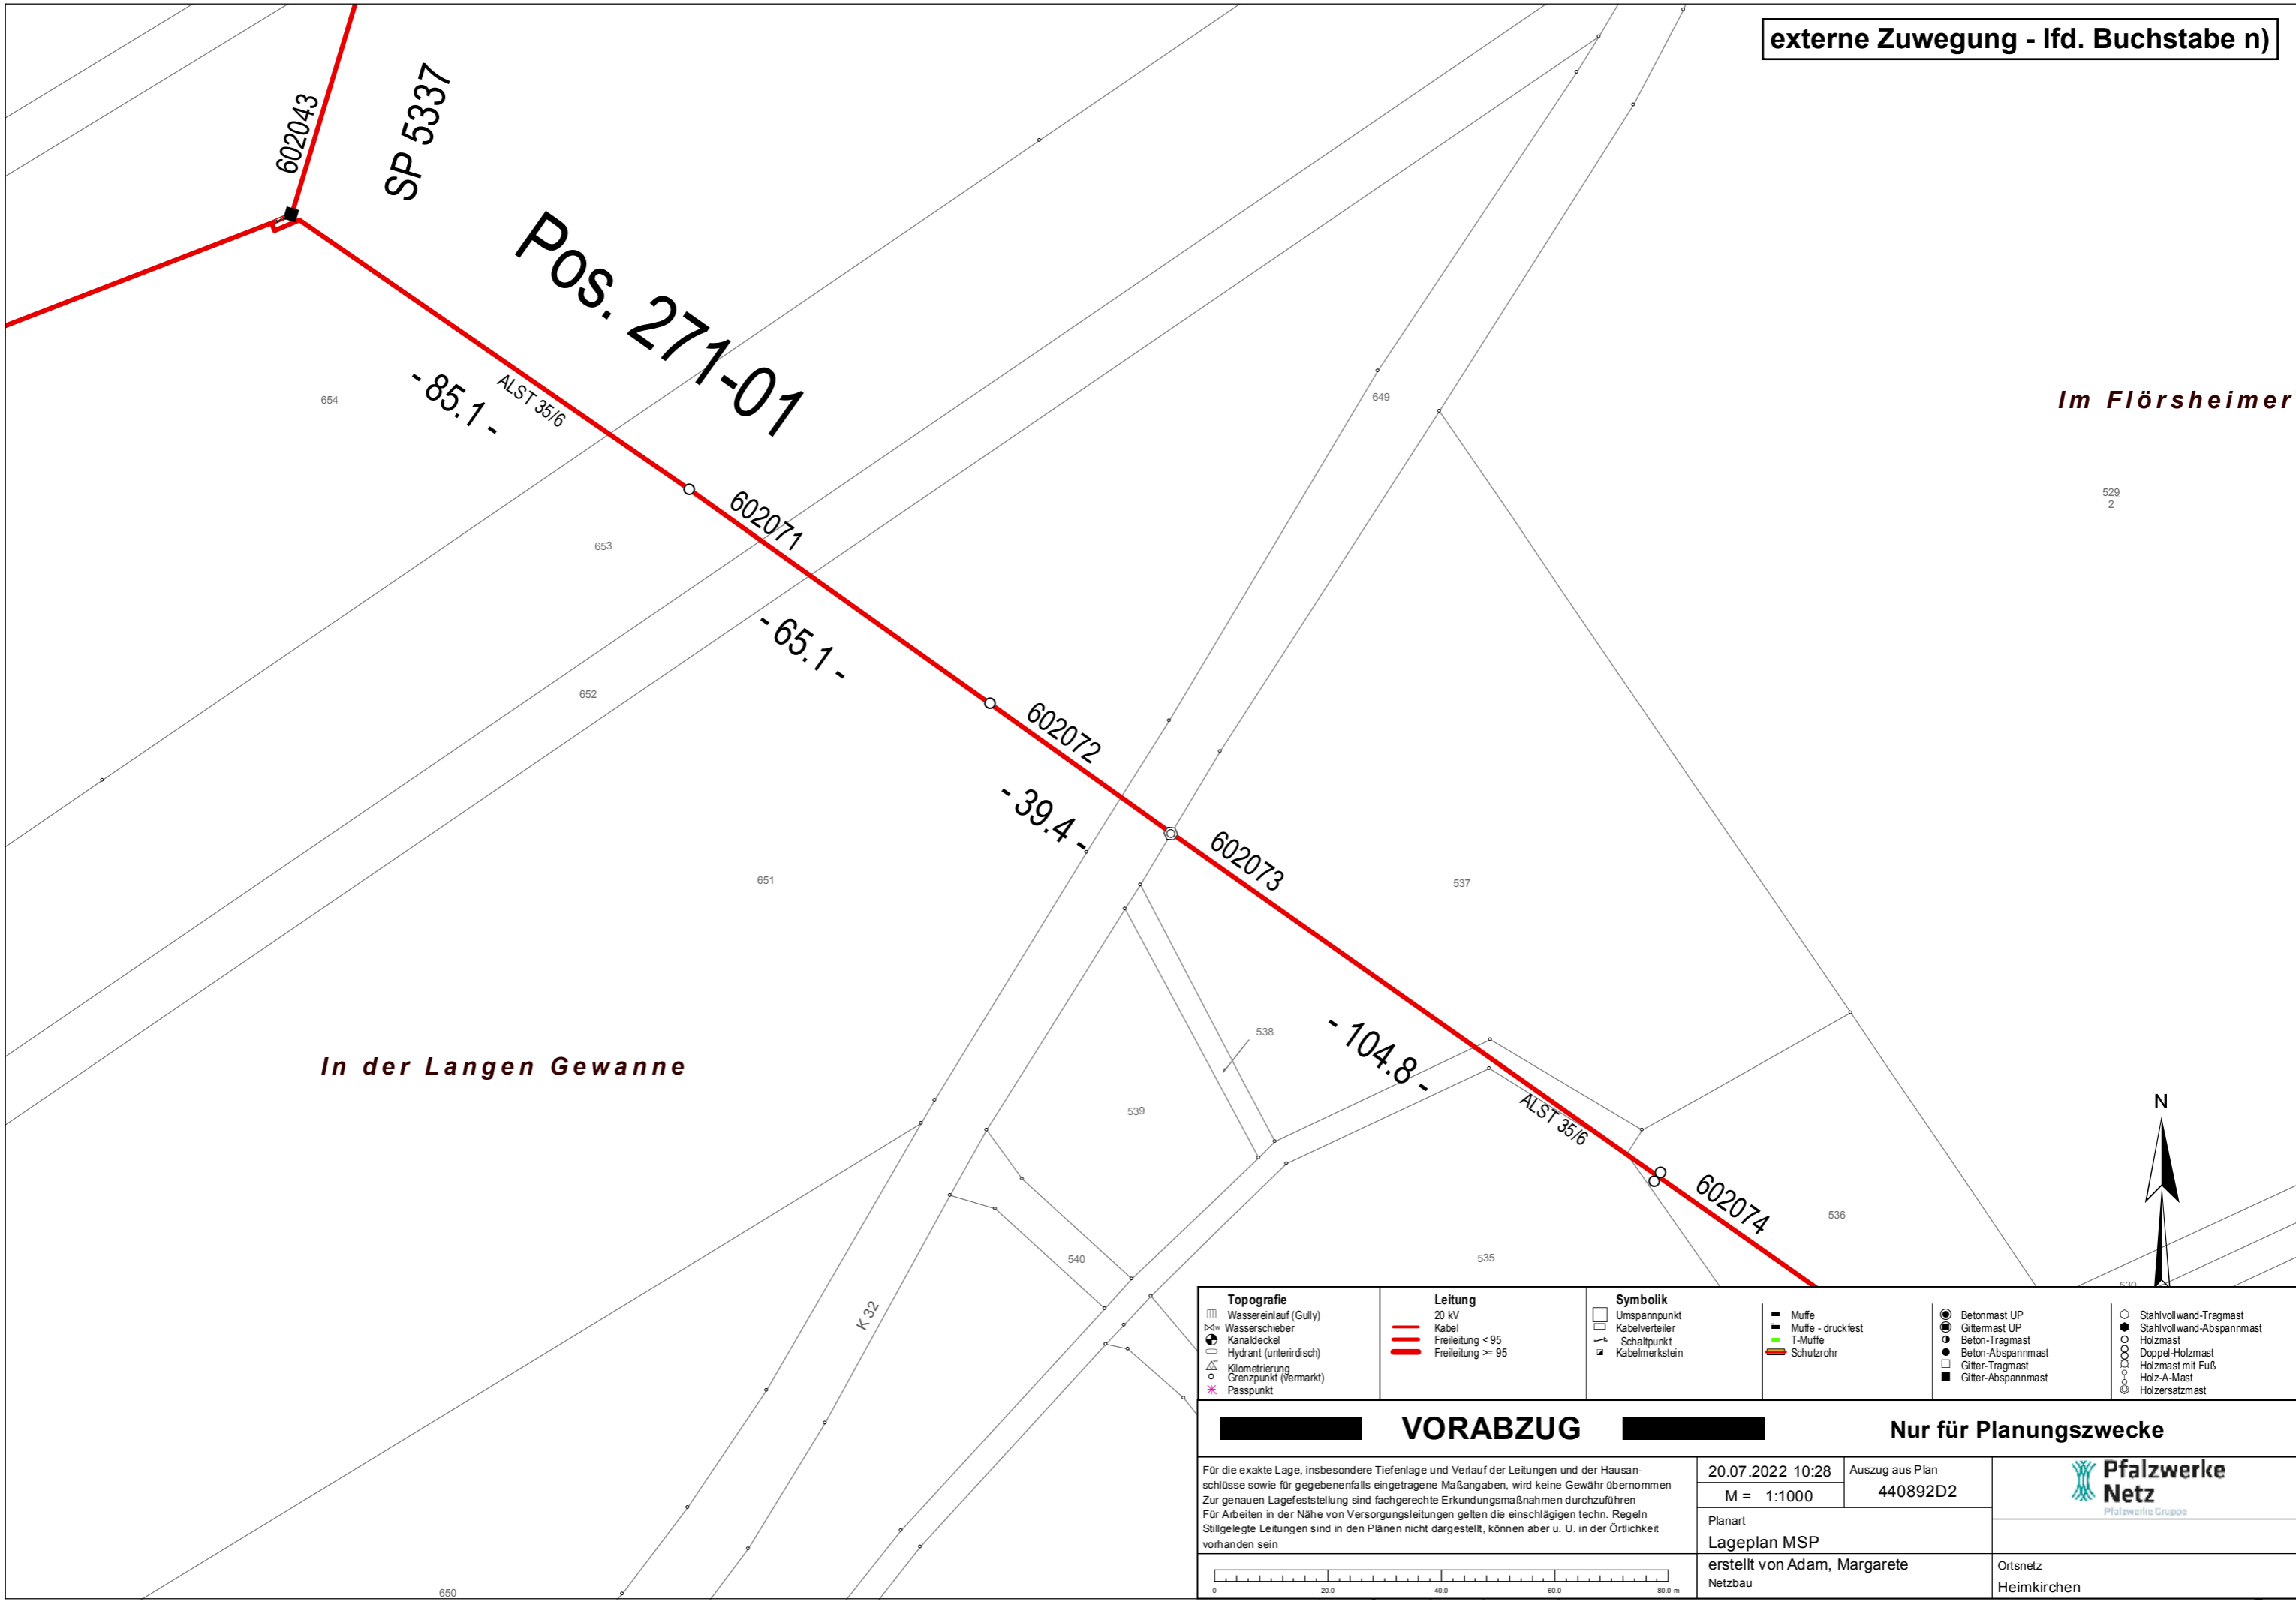 externe Zuwegung - lfd. Buchstabe n)
602043
SP 5337
Pos. 271-01
- 85.1 -
ALST 35/6
654
649
Im Flörsheimer
529
2
602071
653
- 65.1 -
652
602072
- 39.4 -
602073
651
537
538
- 104.8 -
In der Langen Gewanne
539
ALST 35/6
N
602074
536
540
535
530
K 32
650
Topografie
Wassereinlauf (Gully)
Wasserschieber
Kanaldeckel
Hydrant (unterirdisch)
Kilometrierung
Grenzpunkt (vermarkt)
Passpunkt
Leitung
20 kV
Kabel
Freileitung < 95
Freileitung >= 95
Symbolik
Umspannpunkt
Kabelverteiler
Schaltpunkt
Kabelmerkstein
Muffe
Muffe - druckfest
T-Muffe
Schutzrohr
Betonmast UP
Gittermast UP
Beton-Tragmast
Beton-Abspannmast
Gitter-Tragmast
Gitter-Abspannmast
Stahlvollwand-Tragmast
Stahlvollwand-Abspannmast
Holzmast
Doppel-Holzmast
Holzmast mit Fuß
Holz-A-Mast
Holzersatzmast
VORABZUG
Nur für Planungszwecke
Für die exakte Lage, insbesondere Tiefenlage und Verlauf der Leitungen und der Hausan-
schlüsse sowie für gegebenenfalls eingetragene Maßangaben, wird keine Gewähr übernommen
Zur genauen Lagefeststellung sind fachgerechte Erkundungsmaßnahmen durchzuführen
Für Arbeiten in der Nähe von Versorgungsleitungen gelten die einschlägigen techn. Regeln
Stillgelegte Leitungen sind in den Plänen nicht dargestellt, können aber u. U. in der Örtlichkeit
vorhanden sein
0 20.0 40.0 60.0 80.0 m
20.07.2022 10:28
M = 1:1000
Auszug aus Plan
440892D2
Planart
Lageplan MSP
erstellt von Adam, Margarete
Netzbau
Pfalzwerke
Netz
Pfalzwerke Gruppe
Ortsnetz
Heimkirchen